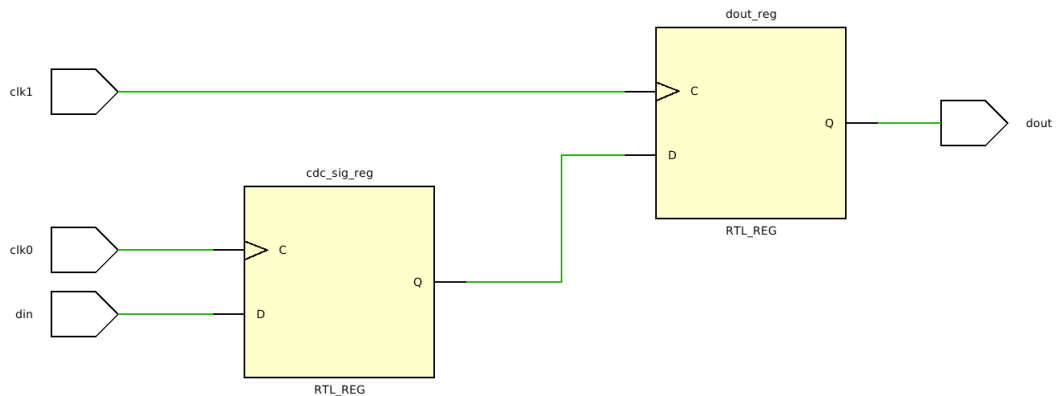 dout_reg
clk1
C
Q
dout
D
cdc_sig_reg
RTL_REG
clk0
C
Q
din
D
RTL_REG